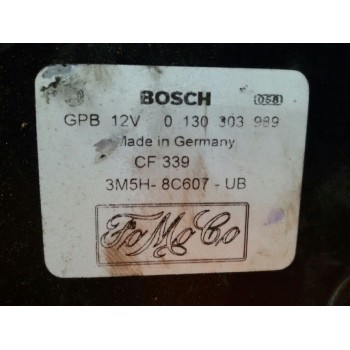 BOSCH 058
GPB 12V 0 130 303 989
Made in Germany
CF 339
3M5H- 8C607 - UB
FoMoCo